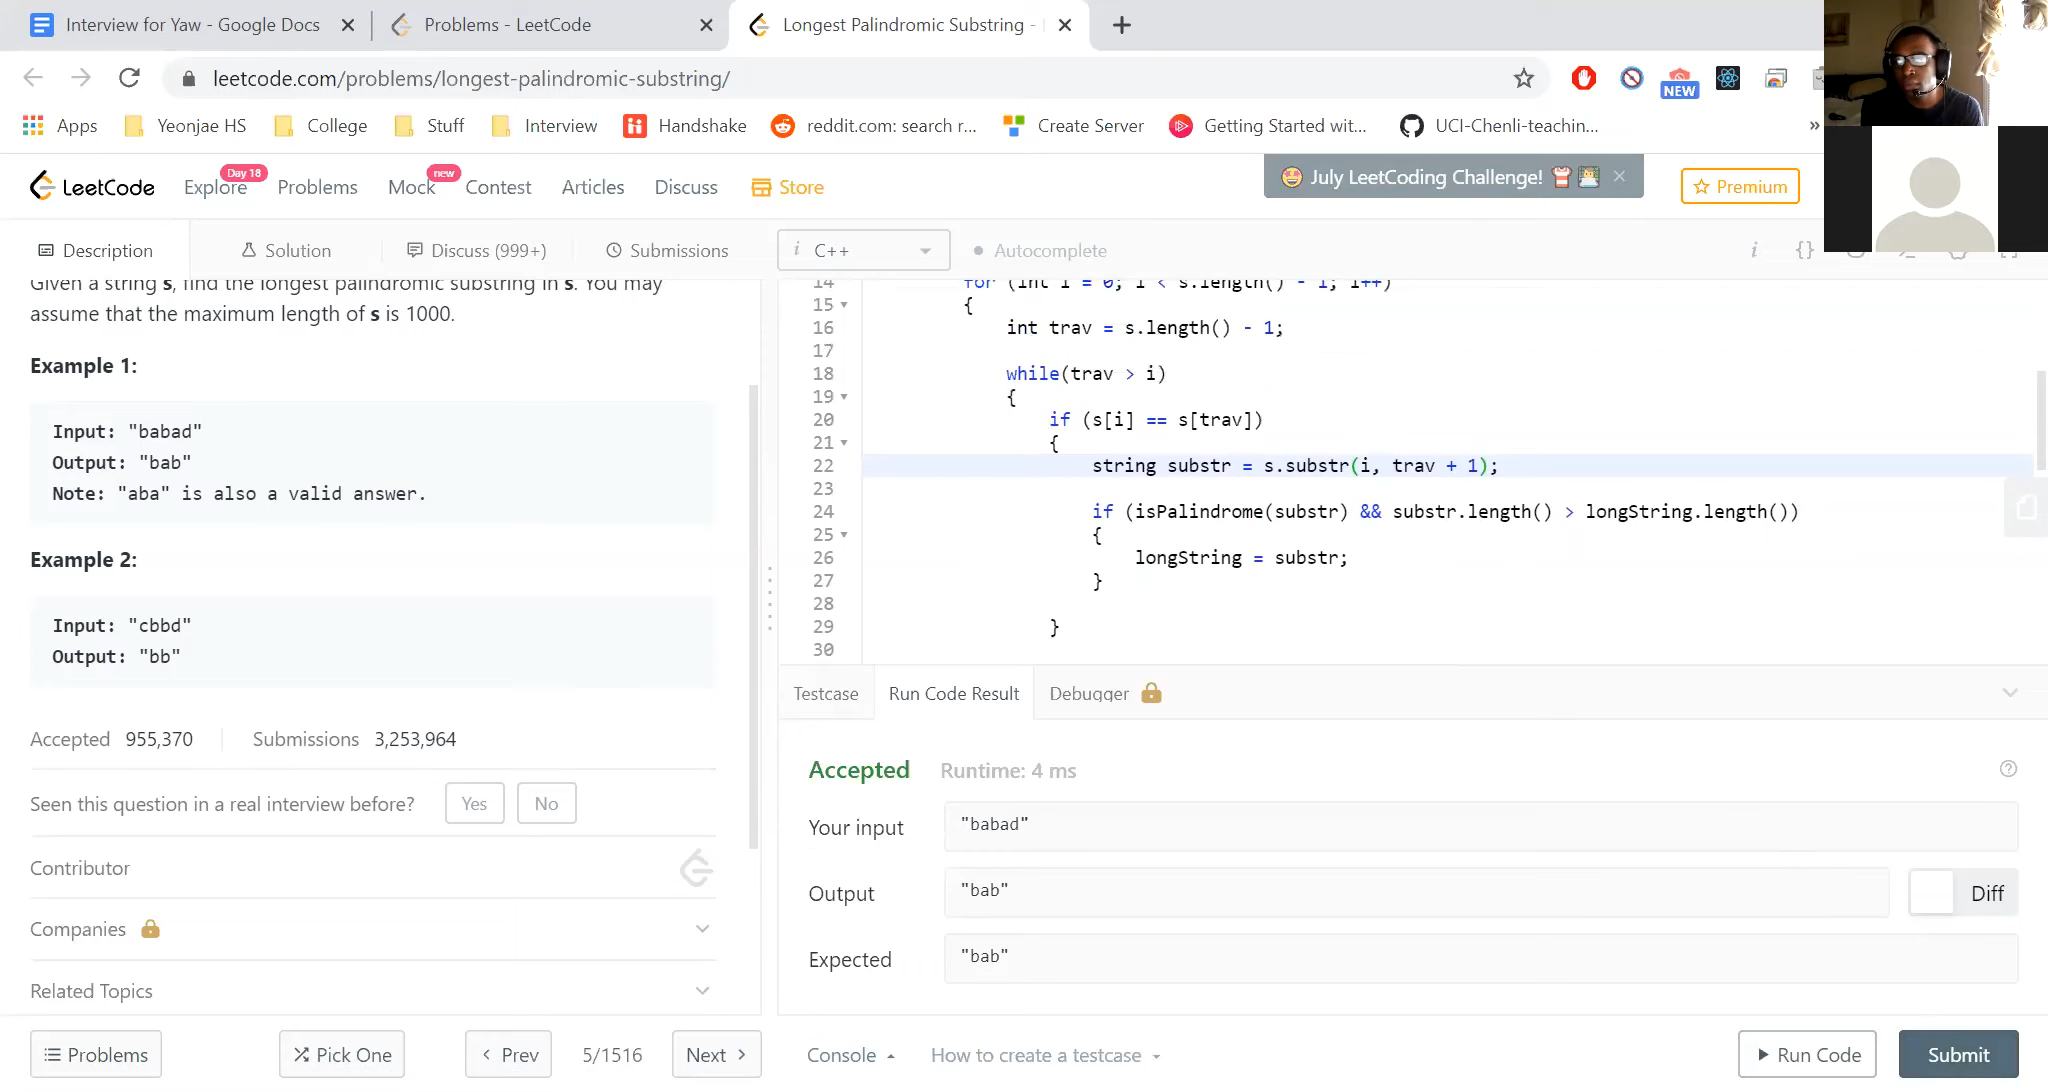 Interview for Yaw - Google Docs
Problems - LeetCode
Longest Palindromic Substring -
leetcode.com/problems/longest-palindromic-substring/
NEW
Apps
Yeonjae HS
College
Stuff
Interview
Handshake
reddit.com: search r...
Create Server
Getting Started wit...
UCI-Chenli-teachin...
»
LeetCode
Explore
Day 18
Problems
Mock
new
Contest
Articles
Discuss
Store
July LeetCoding Challenge!
Premium
Description
Solution
Discuss (999+)
Submissions
i C++
Autocomplete
i {}
Given a string s, find the longest palindromic substring in s. You may
assume that the maximum length of s is 1000.
Example 1:
Input: "babad"
Output: "bab"
Note: "aba" is also a valid answer.
Example 2:
Input: "cbbd"
Output: "bb"
Accepted 955,370
Submissions 3,253,964
Seen this question in a real interview before?
Yes
No
Contributor
Companies
Related Topics
14 for (int i = 0; i < s.length() - 1; i++)
15 {
16 int trav = s.length() - 1;
17
18 while(trav > i)
19 {
20 if (s[i] == s[trav])
21 {
22 string substr = s.substr(i, trav + 1);
23
24 if (isPalindrome(substr) && substr.length() > longString.length())
25 {
26 longString = substr;
27 }
28
29 }
30
Testcase
Run Code Result
Debugger
Accepted Runtime: 4 ms
Your input "babad"
Output "bab"
Diff
Expected "bab"
Problems
Pick One
Prev
5/1516
Next
Console
How to create a testcase
Run Code
Submit